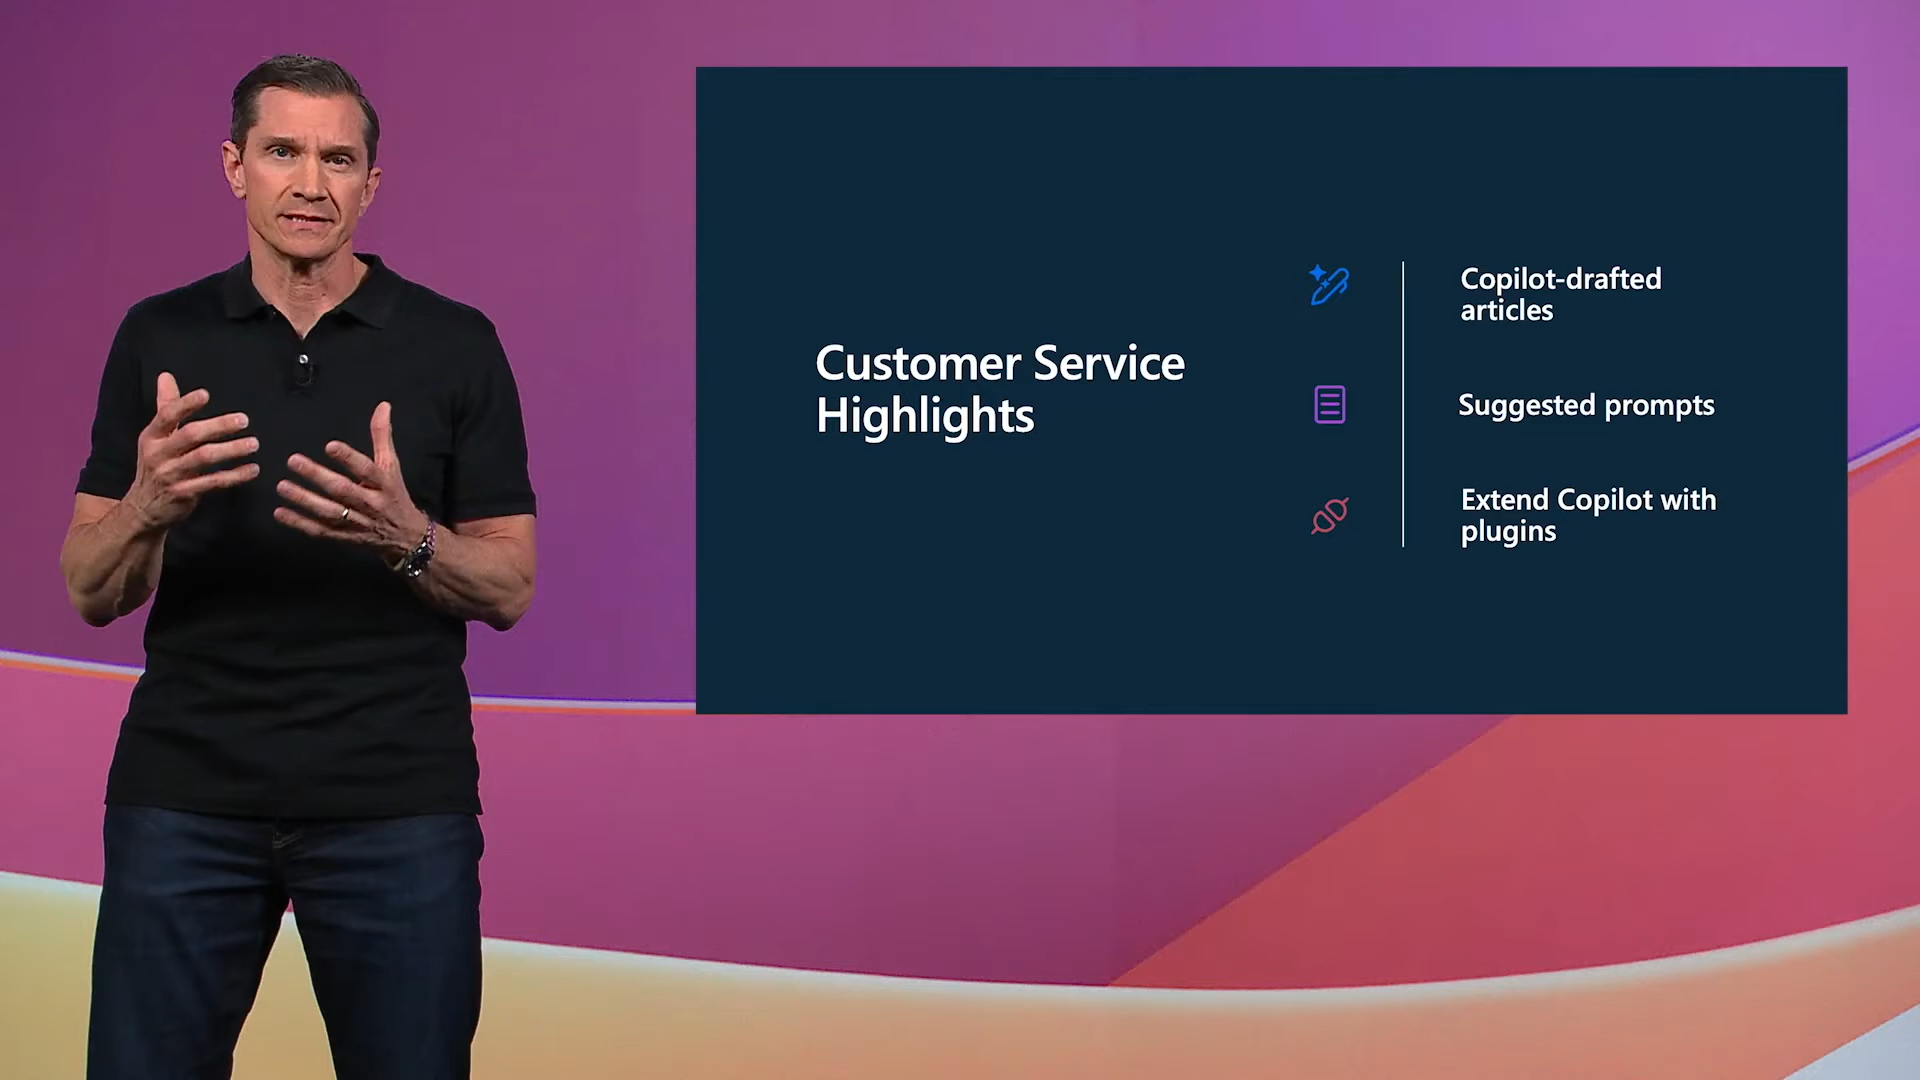 Customer Service
Highlights
Copilot-drafted
articles
Suggested prompts
Extend Copilot with
plugins